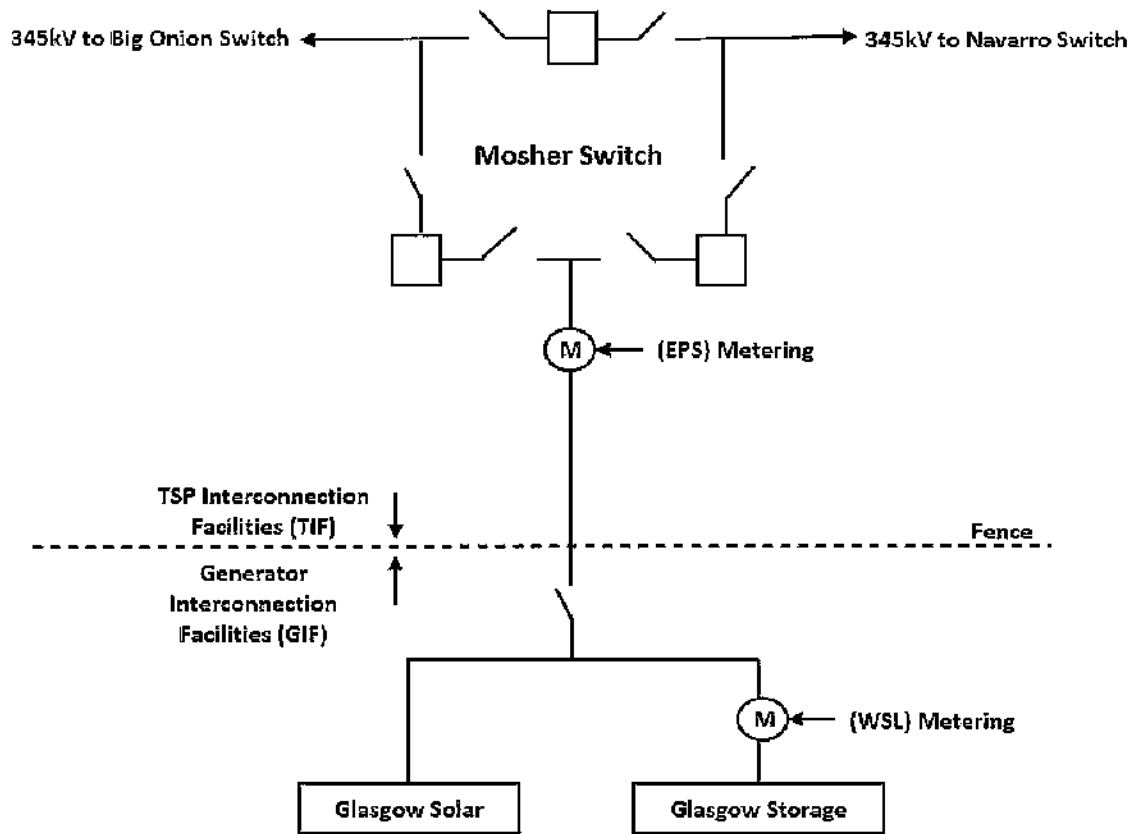 345kV to Big Onion Switch
345kV to Navarro Switch
Mosher Switch
M
(EPS) Metering
TSP Interconnection
Facilities (TIF)
Fence
Generator
Interconnection
Facilities (GIF)
M
(WSL) Metering
Glasgow Solar
Glasgow Storage